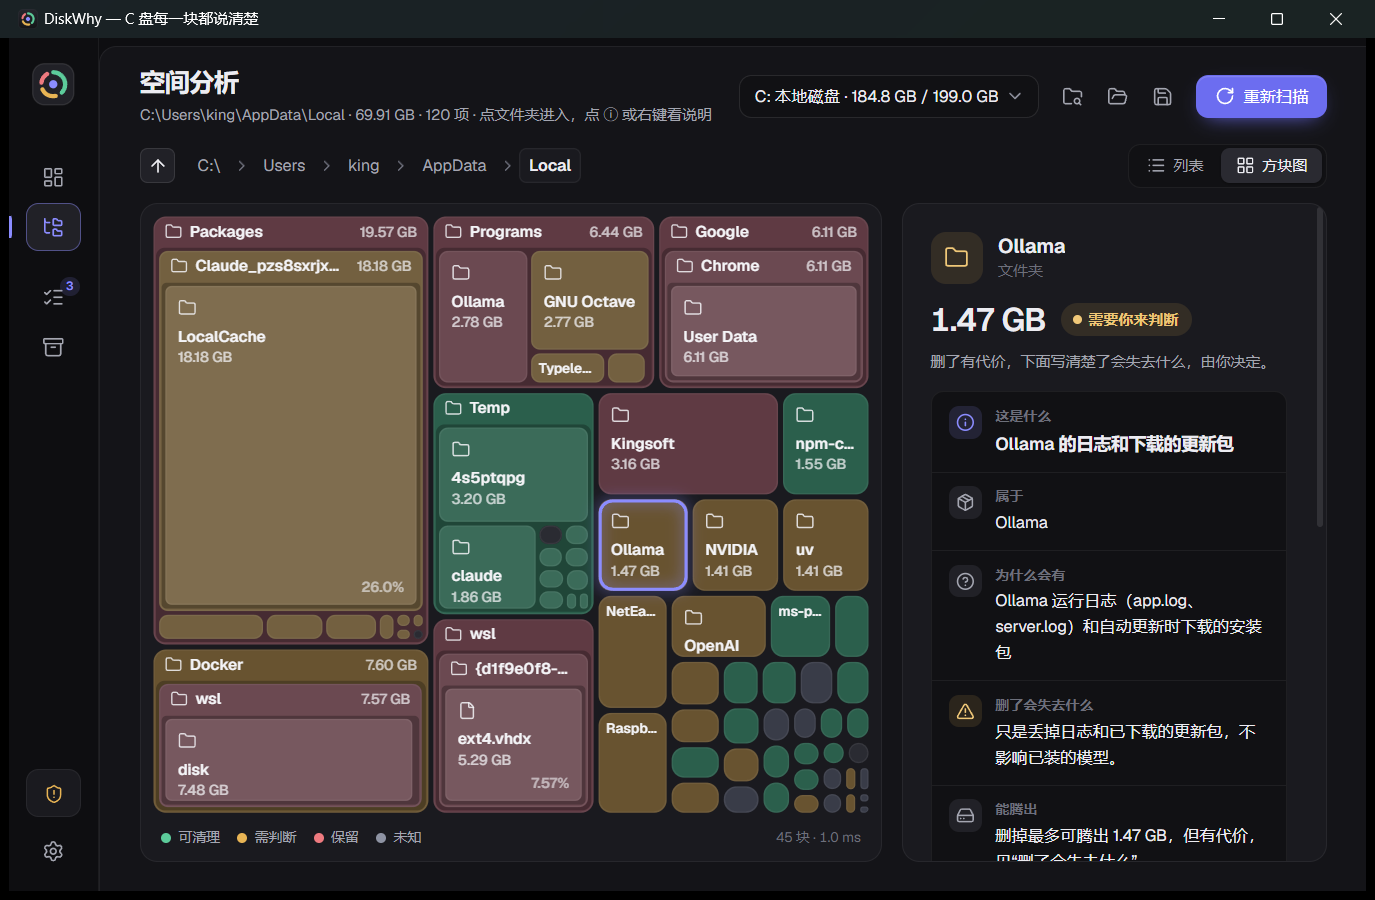 DiskWhy — C 盘每一块都说清楚
空间分析
C:\Users\king\AppData\Local · 69.91 GB · 120 项 · 点文件夹进入，点 ⓘ 或右键看说明
C: 本地磁盘 · 184.8 GB / 199.0 GB
重新扫描
C:\ > Users > king > AppData > Local
列表
方块图
3
Packages 19.57 GB
Claude_pzs8sxrjx... 18.18 GB
LocalCache
18.18 GB
26.0%
Docker 7.60 GB
wsl 7.57 GB
disk
7.48 GB
Programs 6.44 GB
Ollama
2.78 GB
GNU Octave
2.77 GB
Typele...
Google 6.11 GB
Chrome 6.11 GB
User Data
6.11 GB
Temp
4s5ptqpg
3.20 GB
claude
1.86 GB
wsl
{d1f9e0f8-...
ext4.vhdx
5.29 GB
7.57%
Kingsoft
3.16 GB
npm-c...
1.55 GB
Ollama
1.47 GB
NVIDIA
1.41 GB
uv
1.41 GB
NetEa...
OpenAI
ms-p...
Raspb...
可清理
需判断
保留
未知
45 块 · 1.0 ms
Ollama
文件夹
1.47 GB
需要你来判断
删了有代价，下面写清楚了会失去什么，由你决定。
这是什么
Ollama 的日志和下载的更新包
属于
Ollama
为什么会有
Ollama 运行日志（app.log、
server.log）和自动更新时下载的安装
包
删了会失去什么
只是丢掉日志和已下载的更新包，不
影响已装的模型。
能腾出
删掉最多可腾出 1.47 GB，但有代价，
见“删了会失去什么”